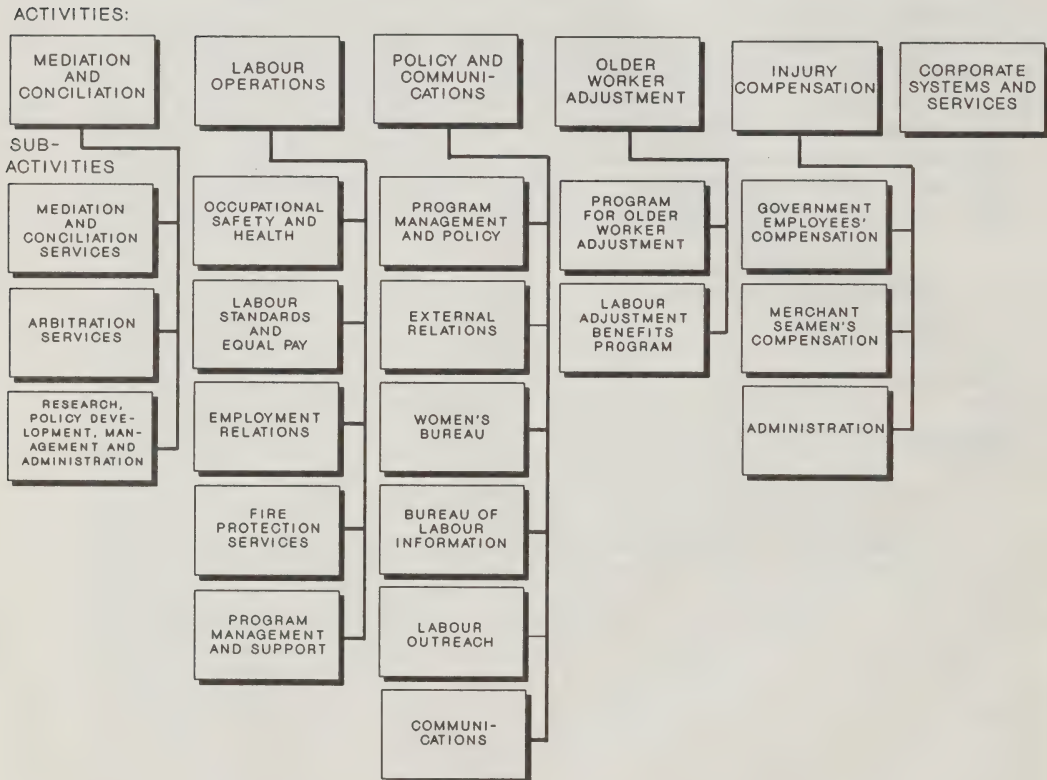 ACTIVITIES:
MEDIATION
AND
CONCILIATION
LABOUR
OPERATIONS
POLICY AND
COMMUNI-
CATIONS
OLDER
WORKER
ADJUSTMENT
INJURY
COMPENSATION
CORPORATE
SYSTEMS AND
SERVICES
SUB-
ACTIVITIES
MEDIATION
AND
CONCILIATION
SERVICES
ARBITRATION
SERVICES
RESEARCH,
POLICY DEVE-
LOPMENT, MAN-
AGEMENT AND
ADMINISTRATION
OCCUPATIONAL
SAFETY AND
HEALTH
LABOUR
STANDARDS
AND
EQUAL PAY
EMPLOYMENT
RELATIONS
FIRE
PROTECTION
SERVICES
PROGRAM
MANAGEMENT
AND SUPPORT
PROGRAM
MANAGEMENT
AND POLICY
EXTERNAL
RELATIONS
WOMEN'S
BUREAU
BUREAU OF
LABOUR
INFORMATION
LABOUR
OUTREACH
COMMUNI-
CATIONS
PROGRAM
FOR OLDER
WORKER
ADJUSTMENT
LABOUR
ADJUSTMENT
BENEFITS
PROGRAM
GOVERNMENT
EMPLOYEES'
COMPENSATION
MERCHANT
SEAMEN'S
COMPENSATION
ADMINISTRATION